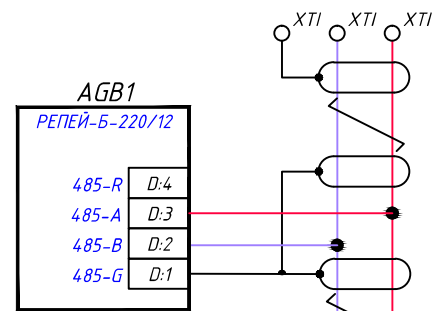 XTI XTI XTI
AGB1
РЕПЕЙ-Б-220/12
485-R D:4
485-A D:3
485-B D:2
485-G D:1